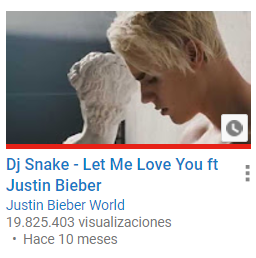 Dj Snake - Let Me Love You ft
Justin Bieber
Justin Bieber World
19.825.403 visualizaciones
• Hace 10 meses